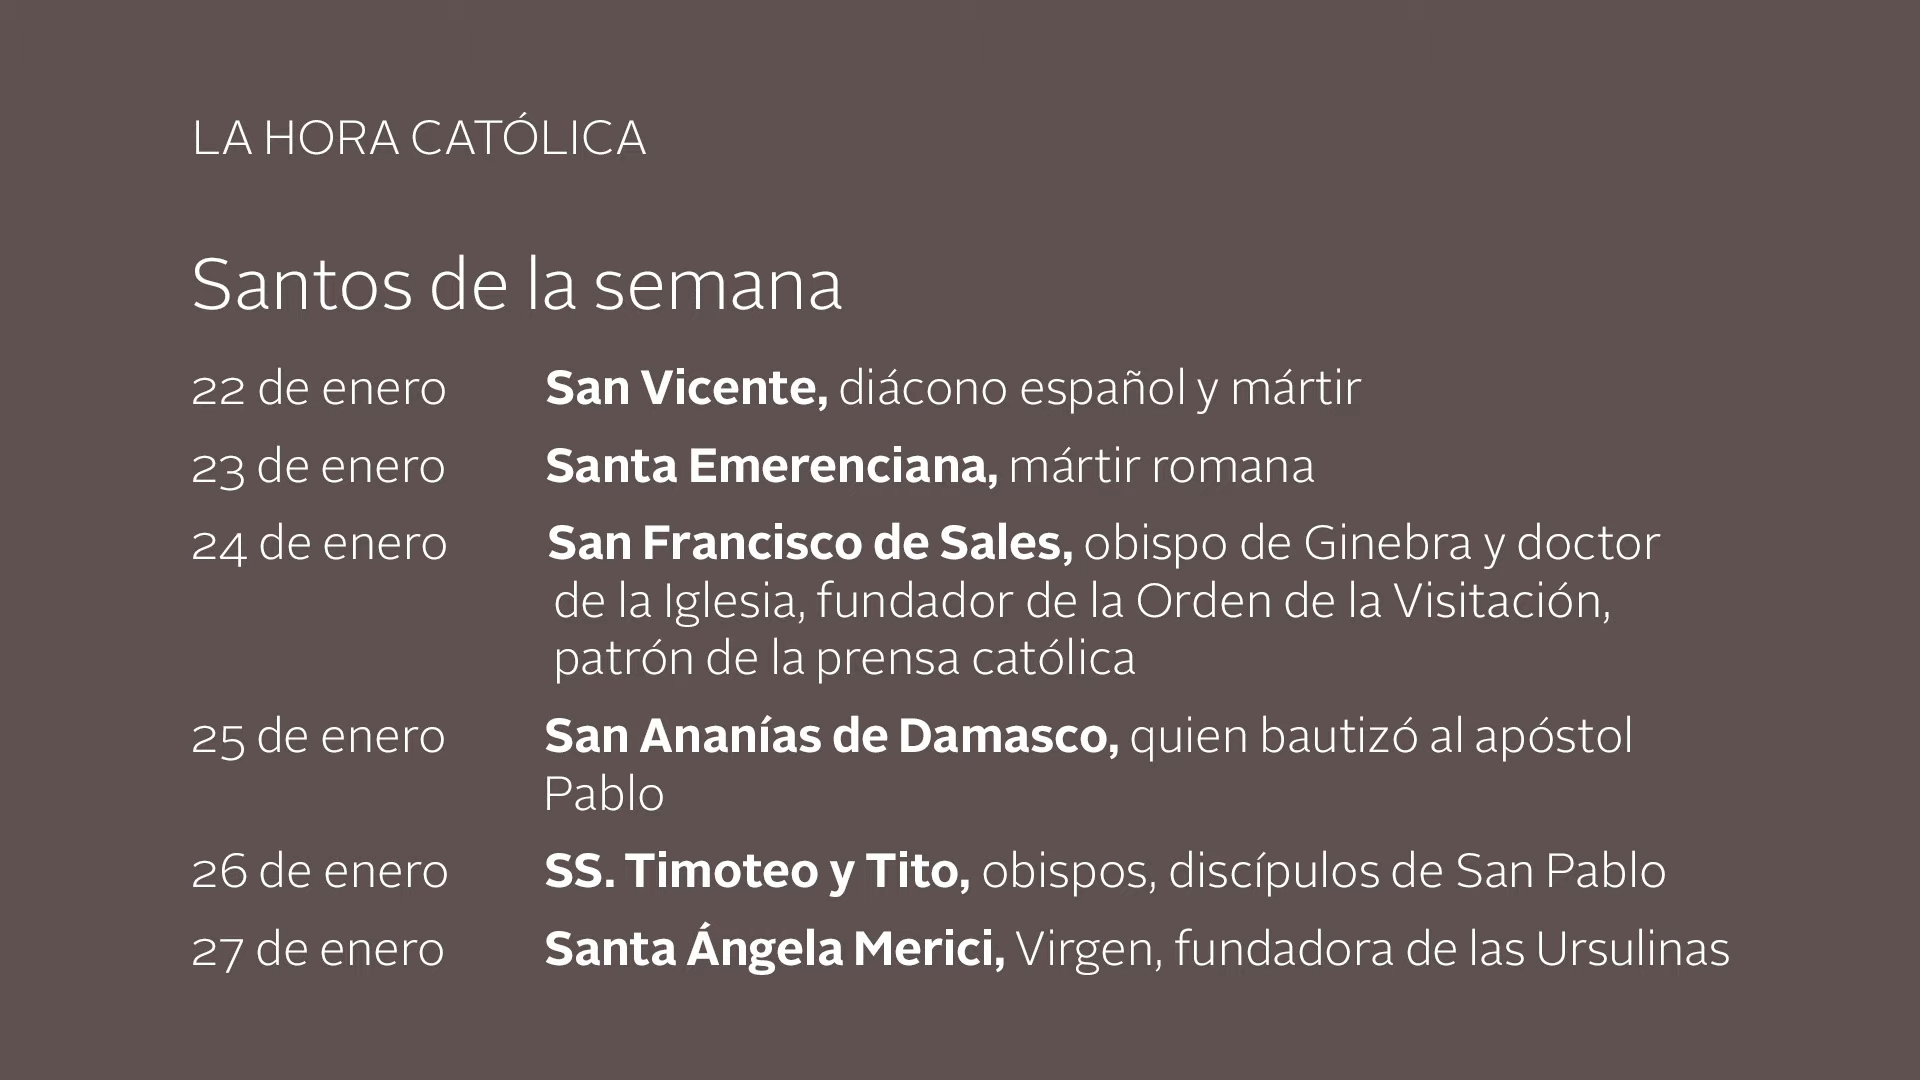 LA HORA CATÓLICA
Santos de la semana
22 de enero San Vicente, diácono español y mártir
23 de enero Santa Emerenciana, mártir romana
24 de enero San Francisco de Sales, obispo de Ginebra y doctor
de la Iglesia, fundador de la Orden de la Visitación,
patrón de la prensa católica
25 de enero San Ananías de Damasco, quien bautizó al apóstol
Pablo
26 de enero SS. Timoteo y Tito, obispos, discípulos de San Pablo
27 de enero Santa Ángela Merici, Virgen, fundadora de las Ursulinas